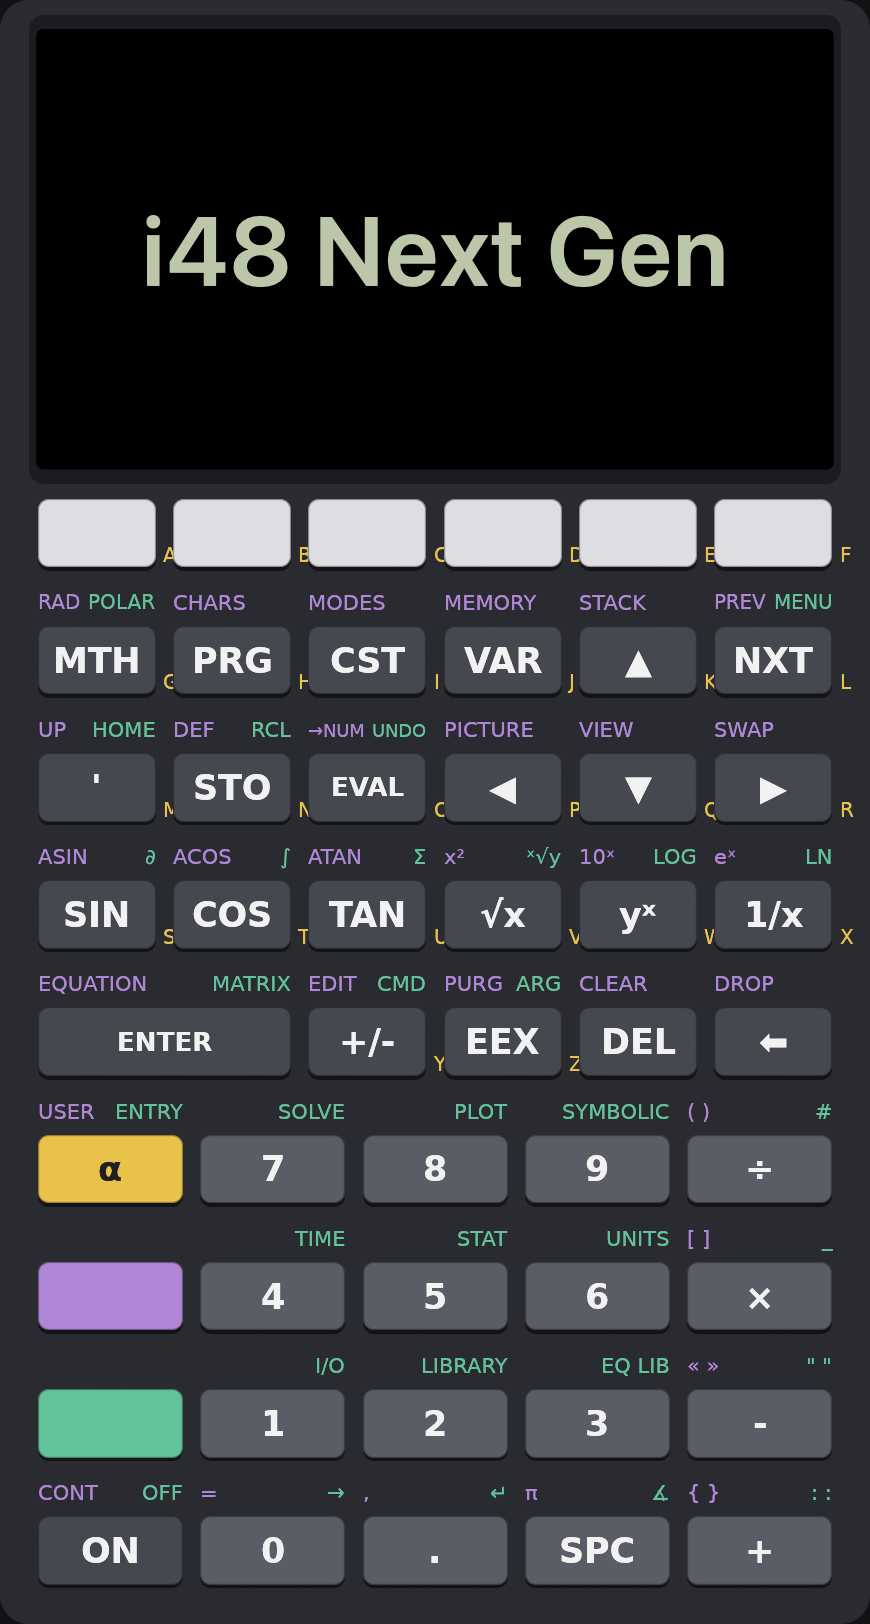 i48 Next Gen
A B C D E F
RAD POLAR CHARS MODES MEMORY STACK PREV MENU
MTH PRG CST VAR ▲ NXT
G H I J K L
UP HOME DEF RCL →NUM UNDO PICTURE VIEW SWAP
' STO EVAL ◀ ▼ ▶
M N O P Q R
ASIN ∂ ACOS ∫ ATAN Σ x² ˣ√y 10ˣ LOG eˣ LN
SIN COS TAN √x yˣ 1/x
S T U V W X
EQUATION MATRIX EDIT CMD PURG ARG CLEAR DROP
ENTER +/- EEX DEL ⬅
Y Z
USER ENTRY SOLVE PLOT SYMBOLIC ( ) #
α 7 8 9 ÷
TIME STAT UNITS [ ] _
4 5 6 ×
I/O LIBRARY EQ LIB « » " "
1 2 3 -
CONT OFF = → , ↵ π ∡ { } : :
ON 0 . SPC +